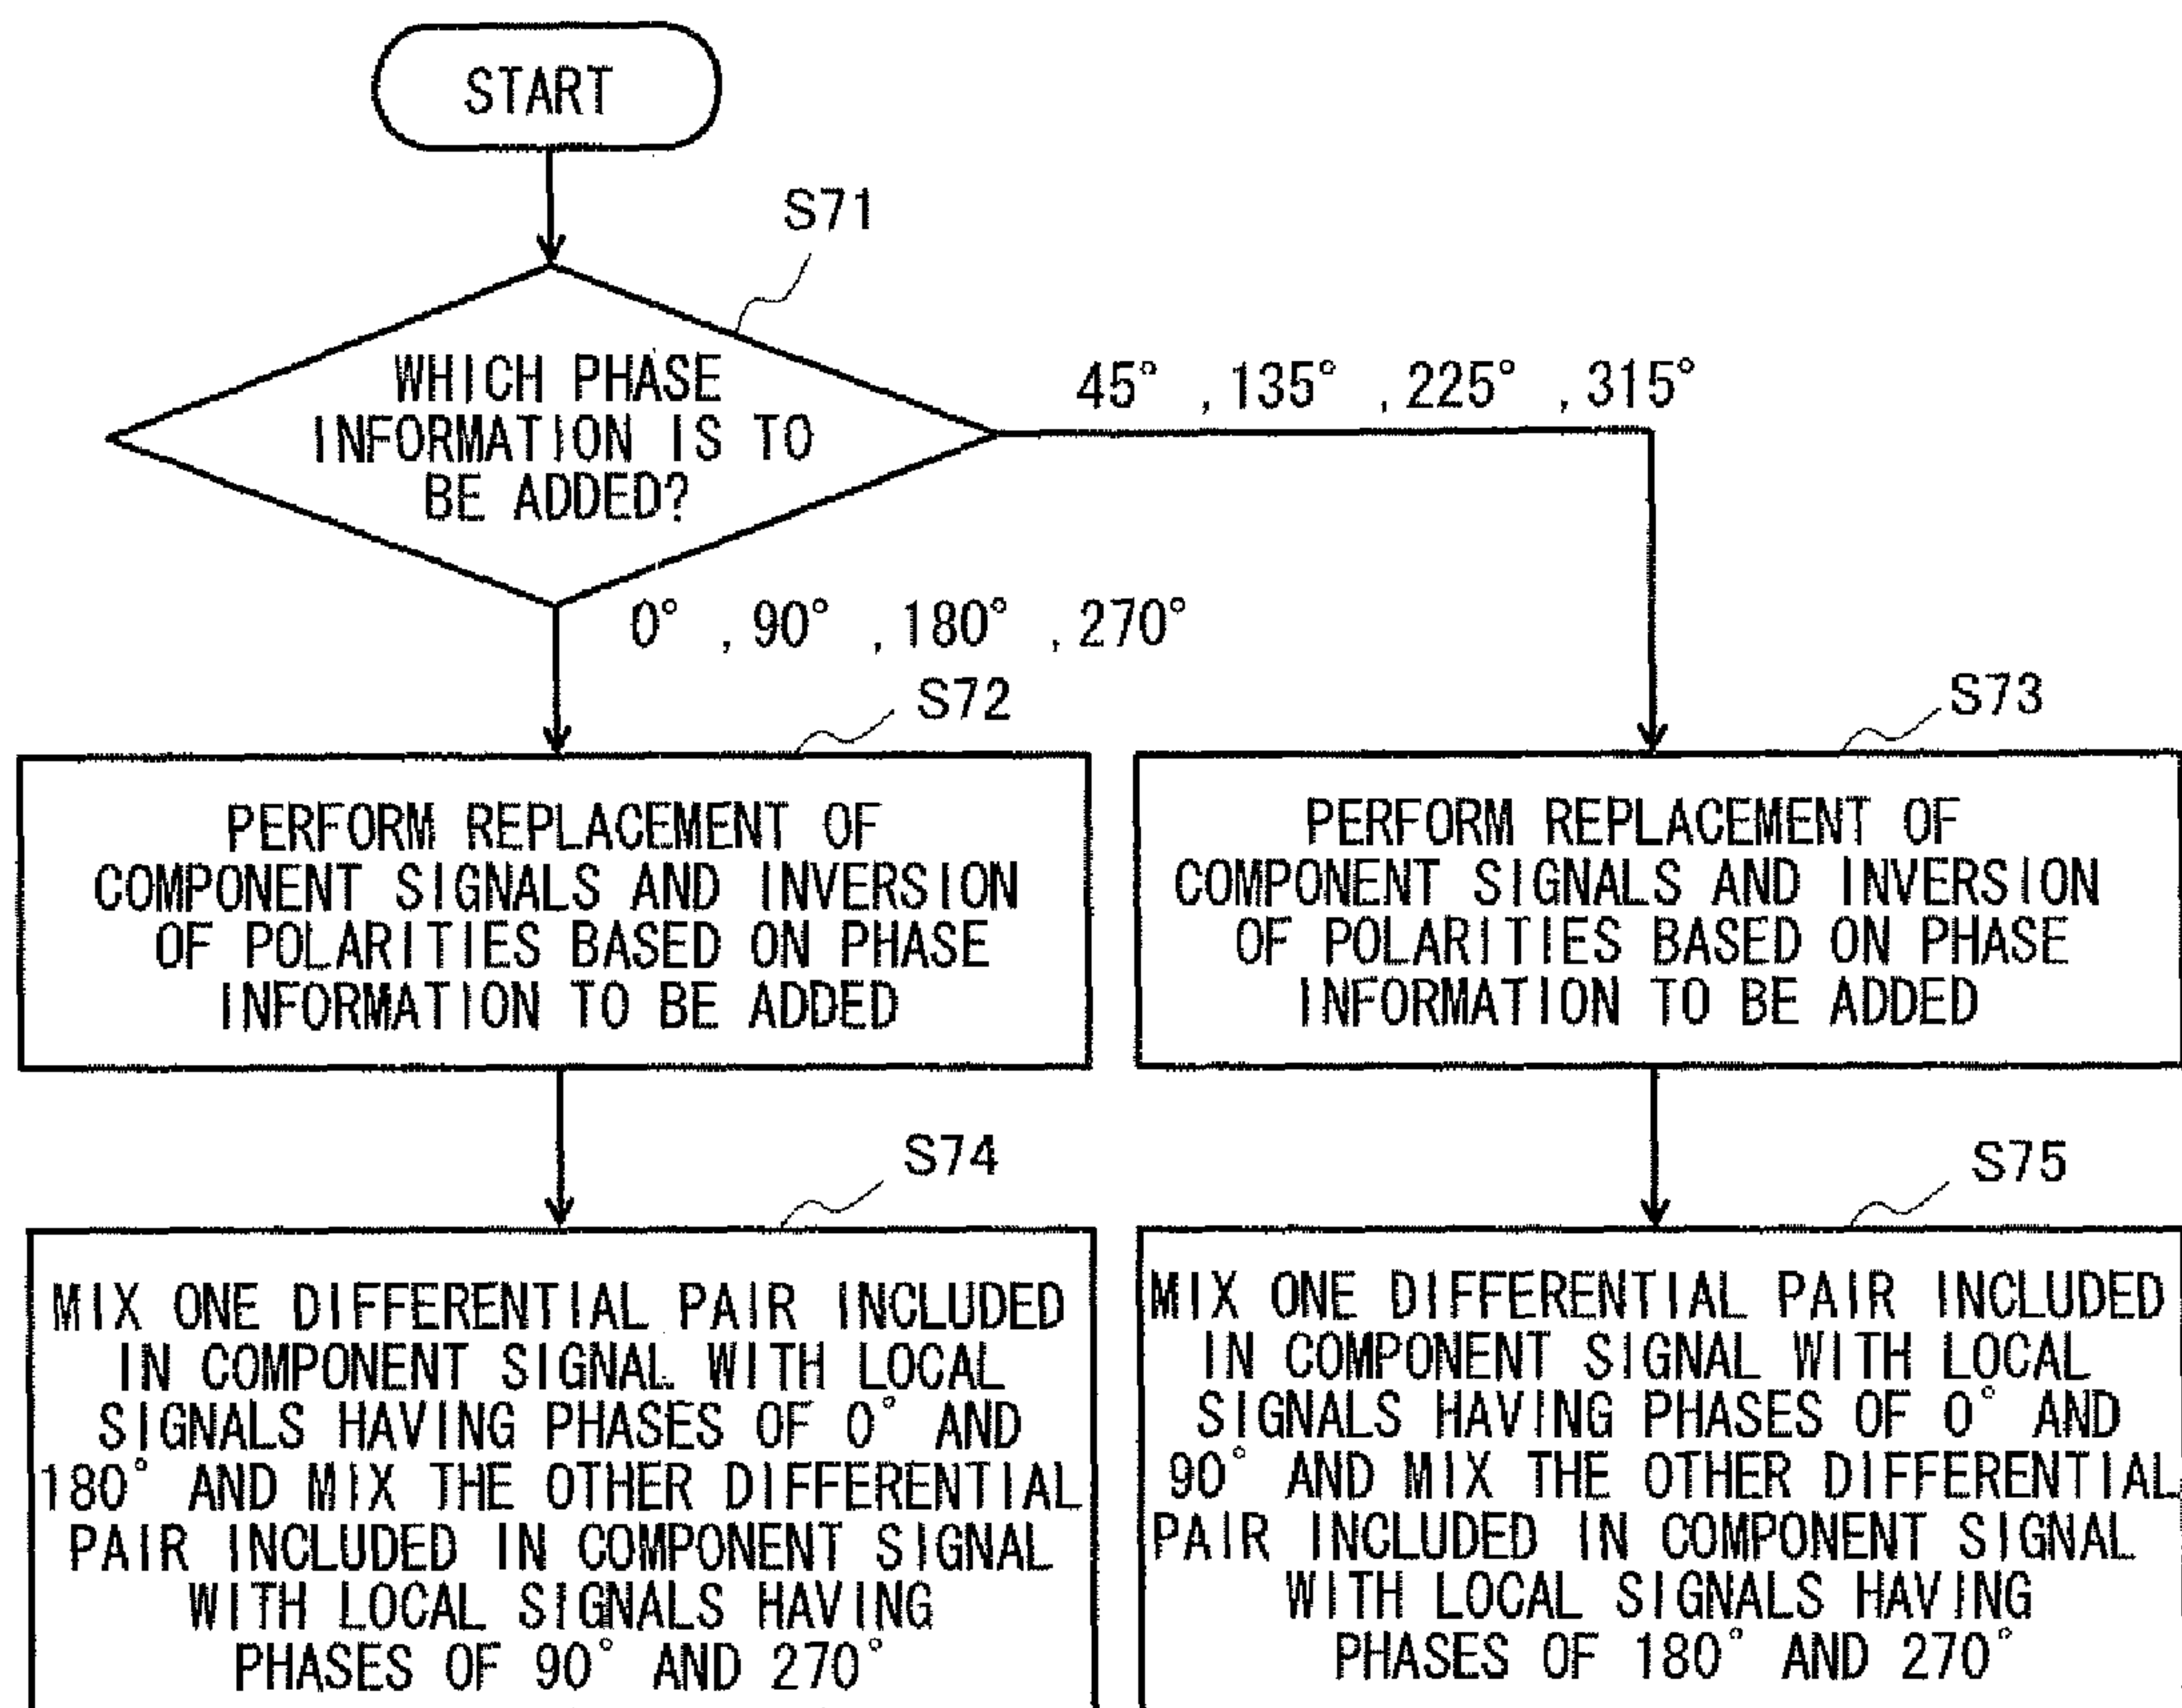 START
S71
WHICH PHASE
INFORMATION IS TO
BE ADDED?
45° ,135° ,225° ,315°
0° ,90° ,180° ,270°
S72
PERFORM REPLACEMENT OF
COMPONENT SIGNALS AND INVERSION
OF POLARITIES BASED ON PHASE
INFORMATION TO BE ADDED
S73
PERFORM REPLACEMENT OF
COMPONENT SIGNALS AND INVERSION
OF POLARITIES BASED ON PHASE
INFORMATION TO BE ADDED
S74
MIX ONE DIFFERENTIAL PAIR INCLUDED
IN COMPONENT SIGNAL WITH LOCAL
SIGNALS HAVING PHASES OF 0° AND
180° AND MIX THE OTHER DIFFERENTIAL
PAIR INCLUDED IN COMPONENT SIGNAL
WITH LOCAL SIGNALS HAVING
PHASES OF 90° AND 270°
S75
MIX ONE DIFFERENTIAL PAIR INCLUDED
IN COMPONENT SIGNAL WITH LOCAL
SIGNALS HAVING PHASES OF 0° AND
90° AND MIX THE OTHER DIFFERENTIAL
PAIR INCLUDED IN COMPONENT SIGNAL
WITH LOCAL SIGNALS HAVING
PHASES OF 180° AND 270°